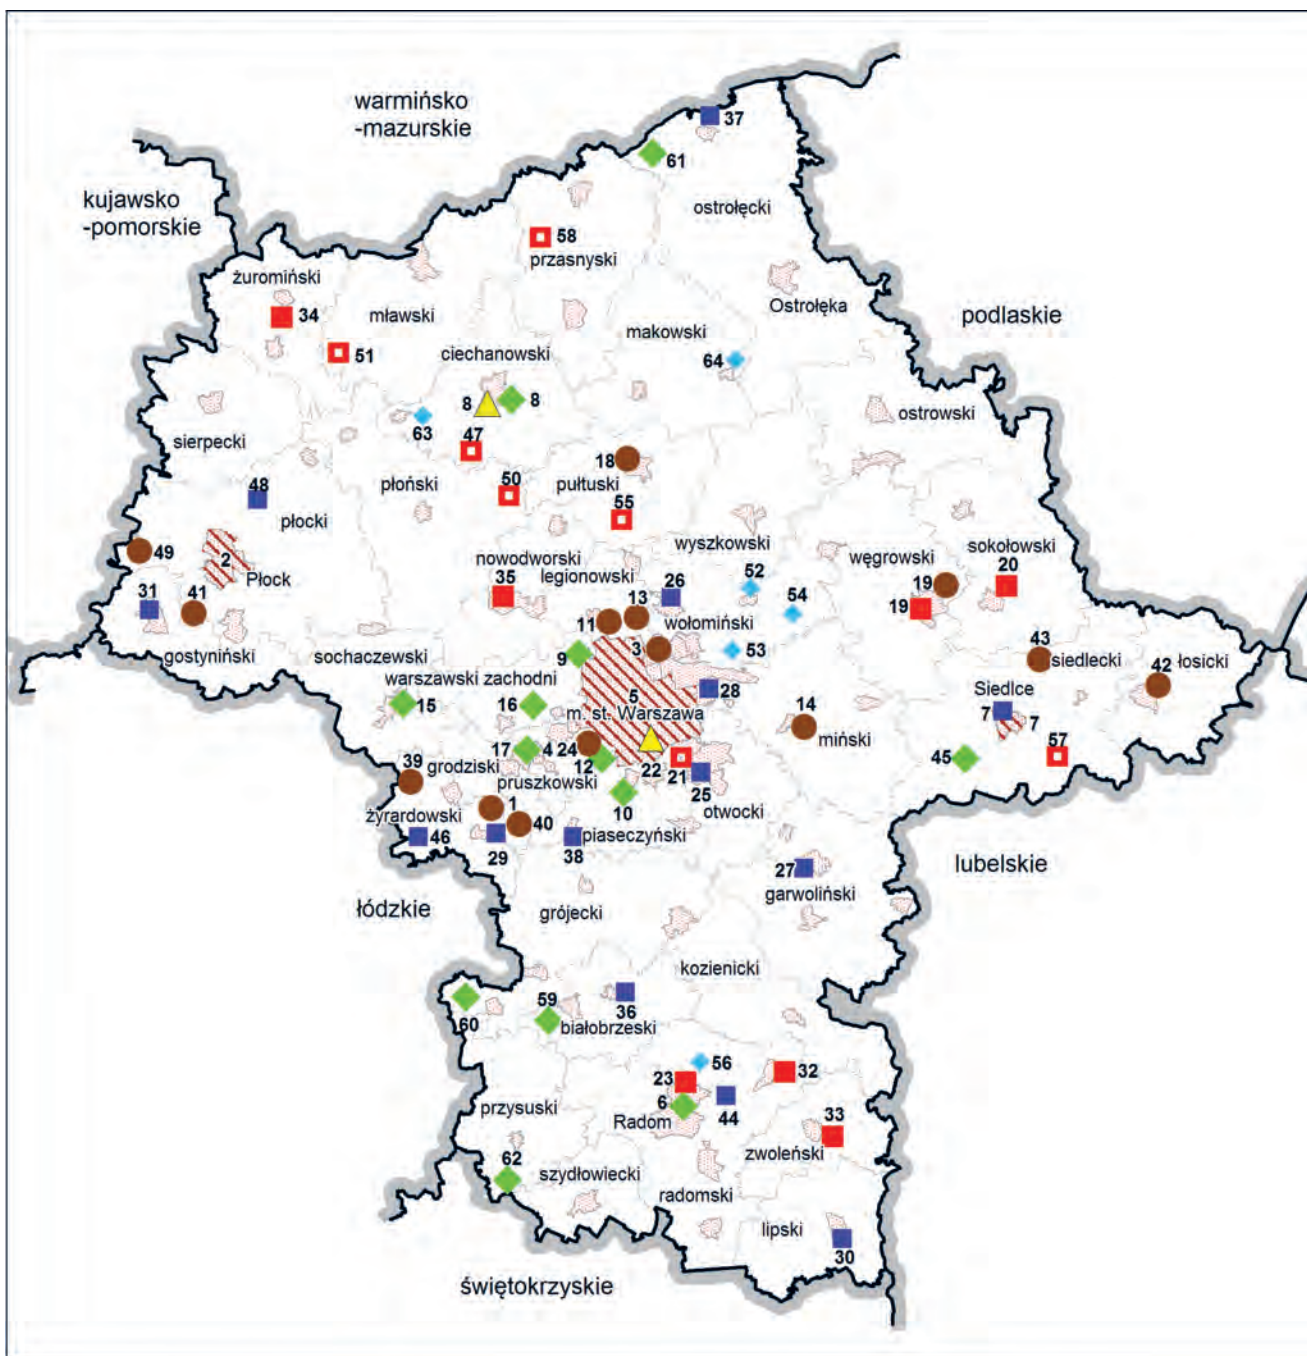 warmińsko
-mazurskie
37
61
kujawsko
-pomorskie
ostrołęcki
58
przasnyski
żuromiński
Ostrołęka
34
mławski
podlaskie
makowski
51
ciechanowski
64
8
8
63
ostrowski
sierpecki
47
18
pułtuski
płoński
48
50
55
płocki
49
2
Płock
nowodworski
wyszkowski
węgrowski
sokołowski
legionowski
35
26
52
19
20
31
41
13
54
11
wołomiński
19
gostyniński
sochaczewski
9
3
53
43
siedlecki
42
łosicki
warszawski zachodni
15
16
5
28
14
Siedlce
m. st. Warszawa
7
7
17
4
24
miński
39
grodziski
12
22
21
45
57
pruszkowski
25
otwocki
żyrardowski
1
10
40
46
29
38
piaseczyński
lubelskie
27
garwoliński
łódzkie
grójecki
kozienicki
60
59
36
białobrzeski
56
23
32
przysuski
6
44
Radom
33
zwoleński
62
szydłowiecki
radomski
lipski
30
świętokrzyskie